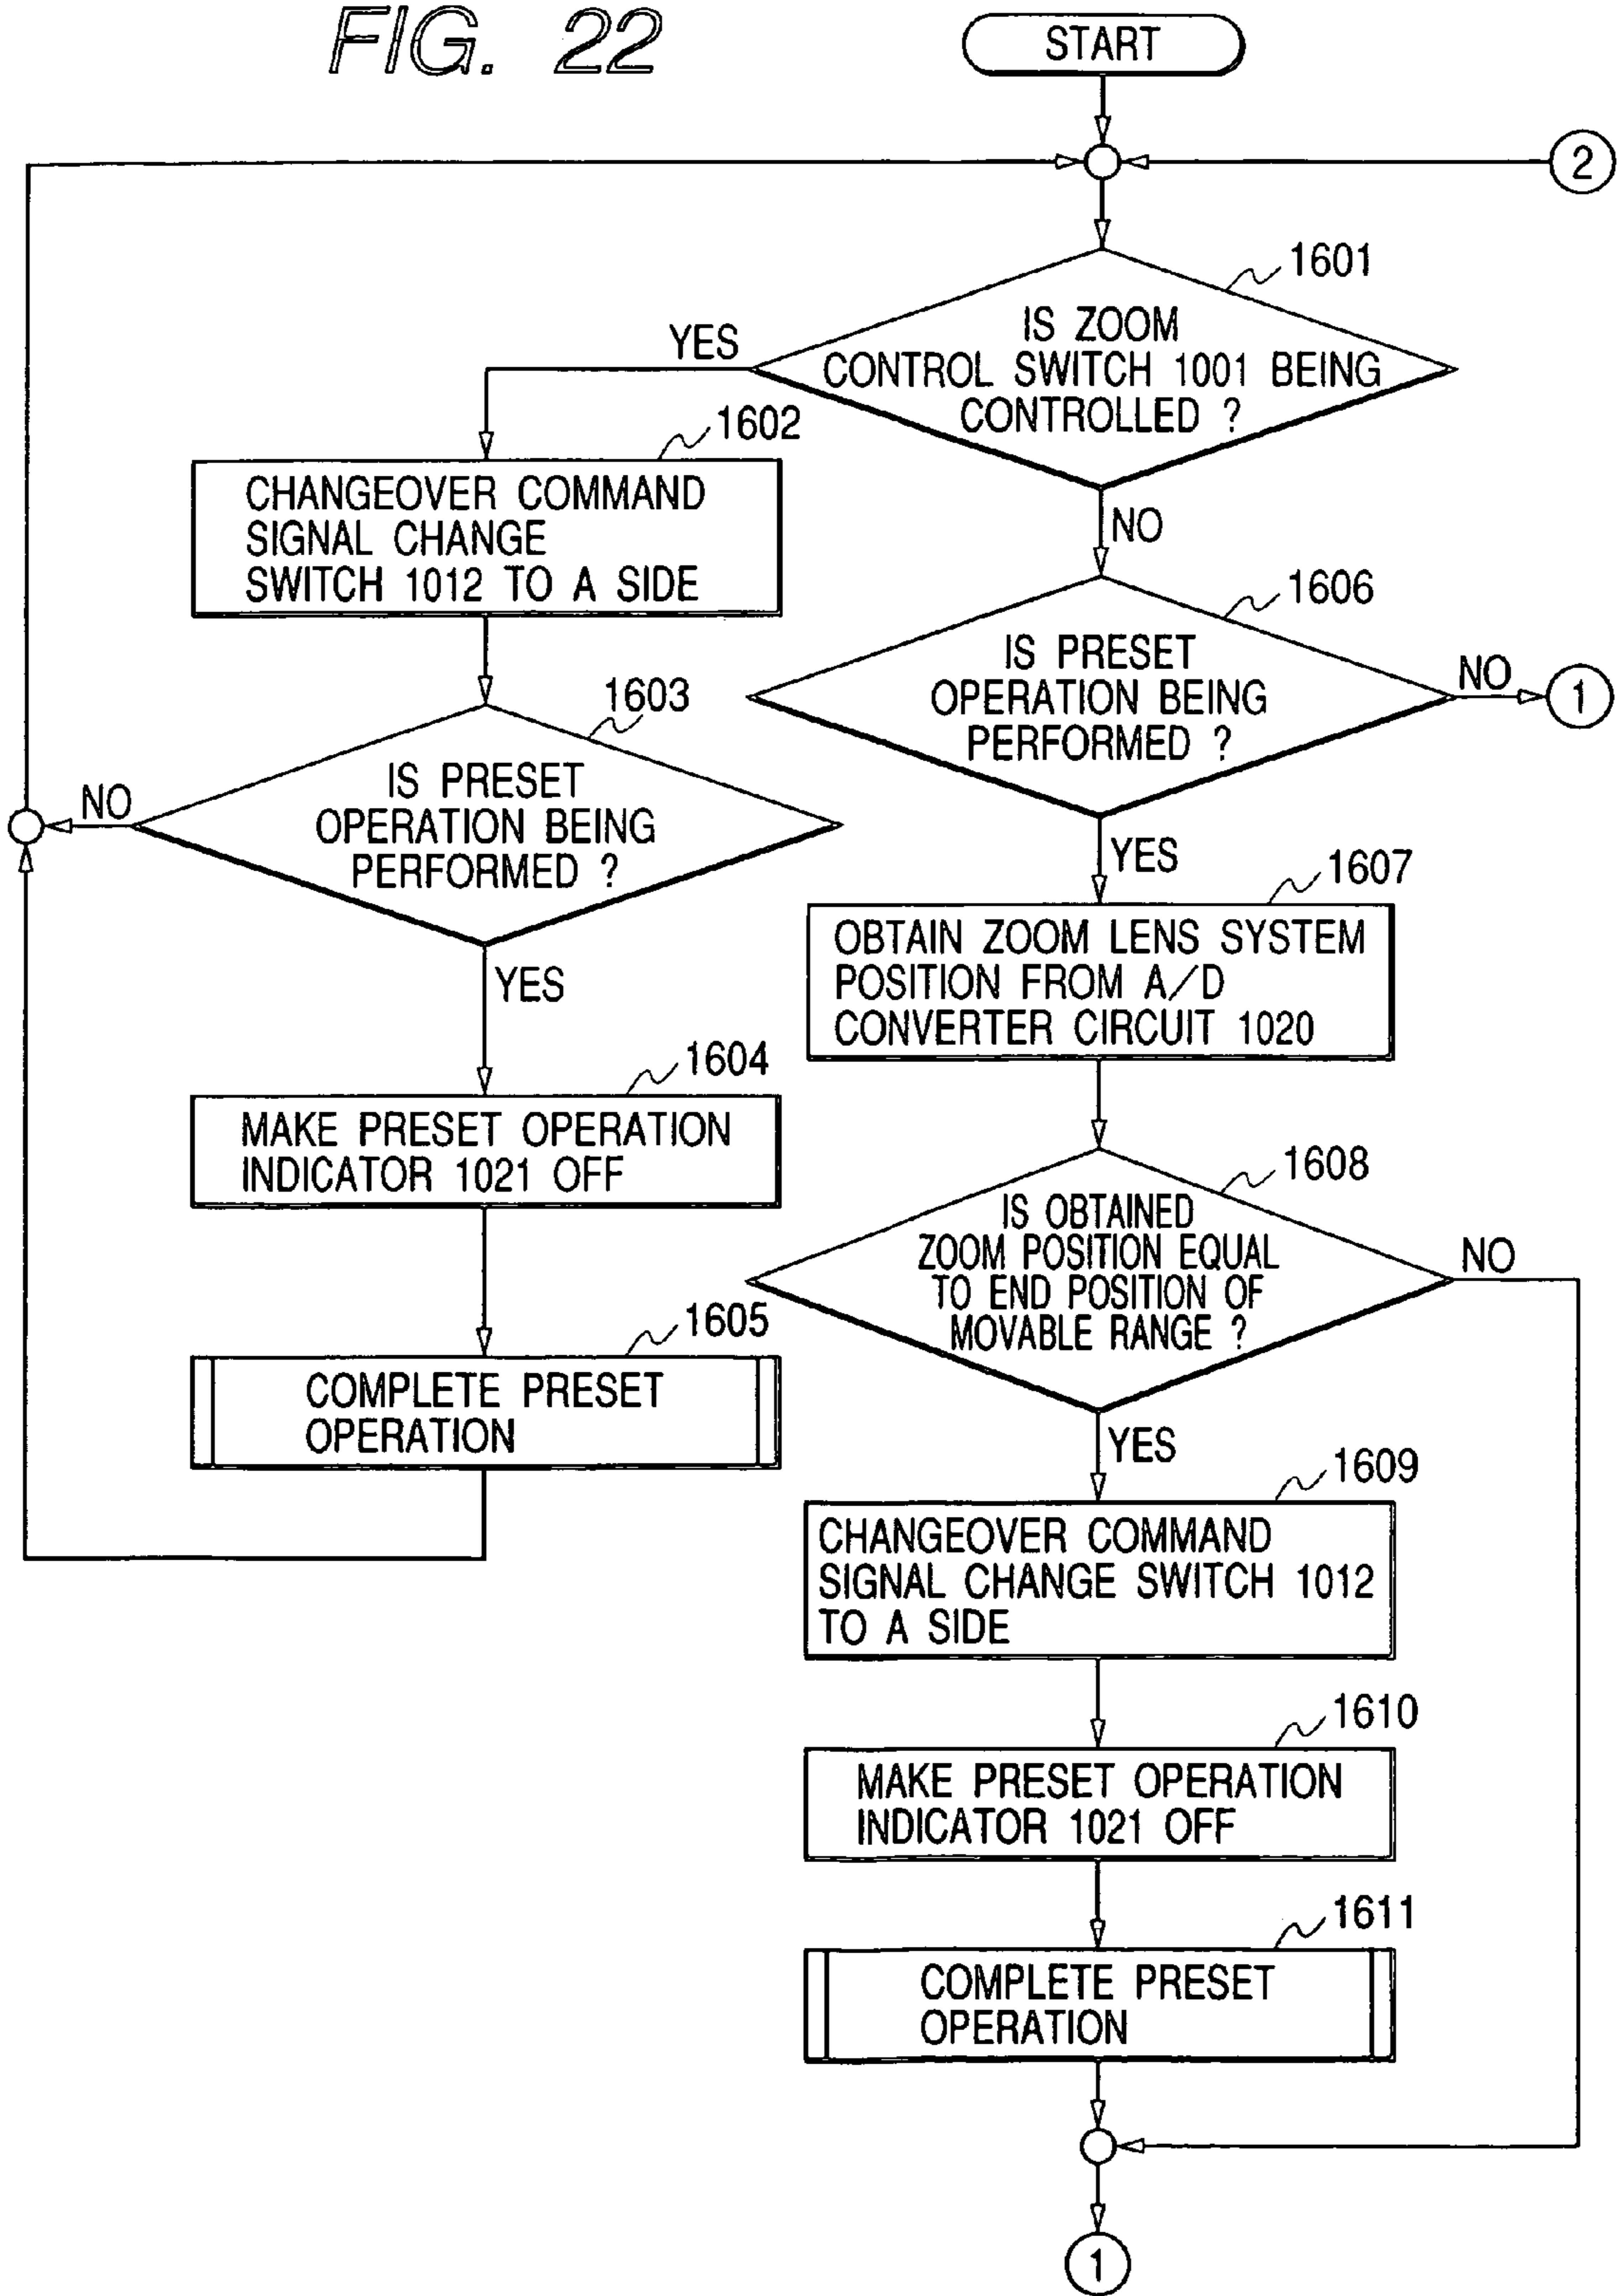 FIG. 22
START
2
1601
IS ZOOM
CONTROL SWITCH 1001 BEING
CONTROLLED ?
YES
NO
1602
CHANGEOVER COMMAND
SIGNAL CHANGE
SWITCH 1012 TO A SIDE
1603
IS PRESET
OPERATION BEING
PERFORMED ?
NO
YES
1604
MAKE PRESET OPERATION
INDICATOR 1021 OFF
1605
COMPLETE PRESET
OPERATION
1606
IS PRESET
OPERATION BEING
PERFORMED ?
NO
1
YES
1607
OBTAIN ZOOM LENS SYSTEM
POSITION FROM A/D
CONVERTER CIRCUIT 1020
1608
IS OBTAINED
ZOOM POSITION EQUAL
TO END POSITION OF
MOVABLE RANGE ?
NO
YES
1609
CHANGEOVER COMMAND
SIGNAL CHANGE SWITCH 1012
TO A SIDE
1610
MAKE PRESET OPERATION
INDICATOR 1021 OFF
1611
COMPLETE PRESET
OPERATION
1